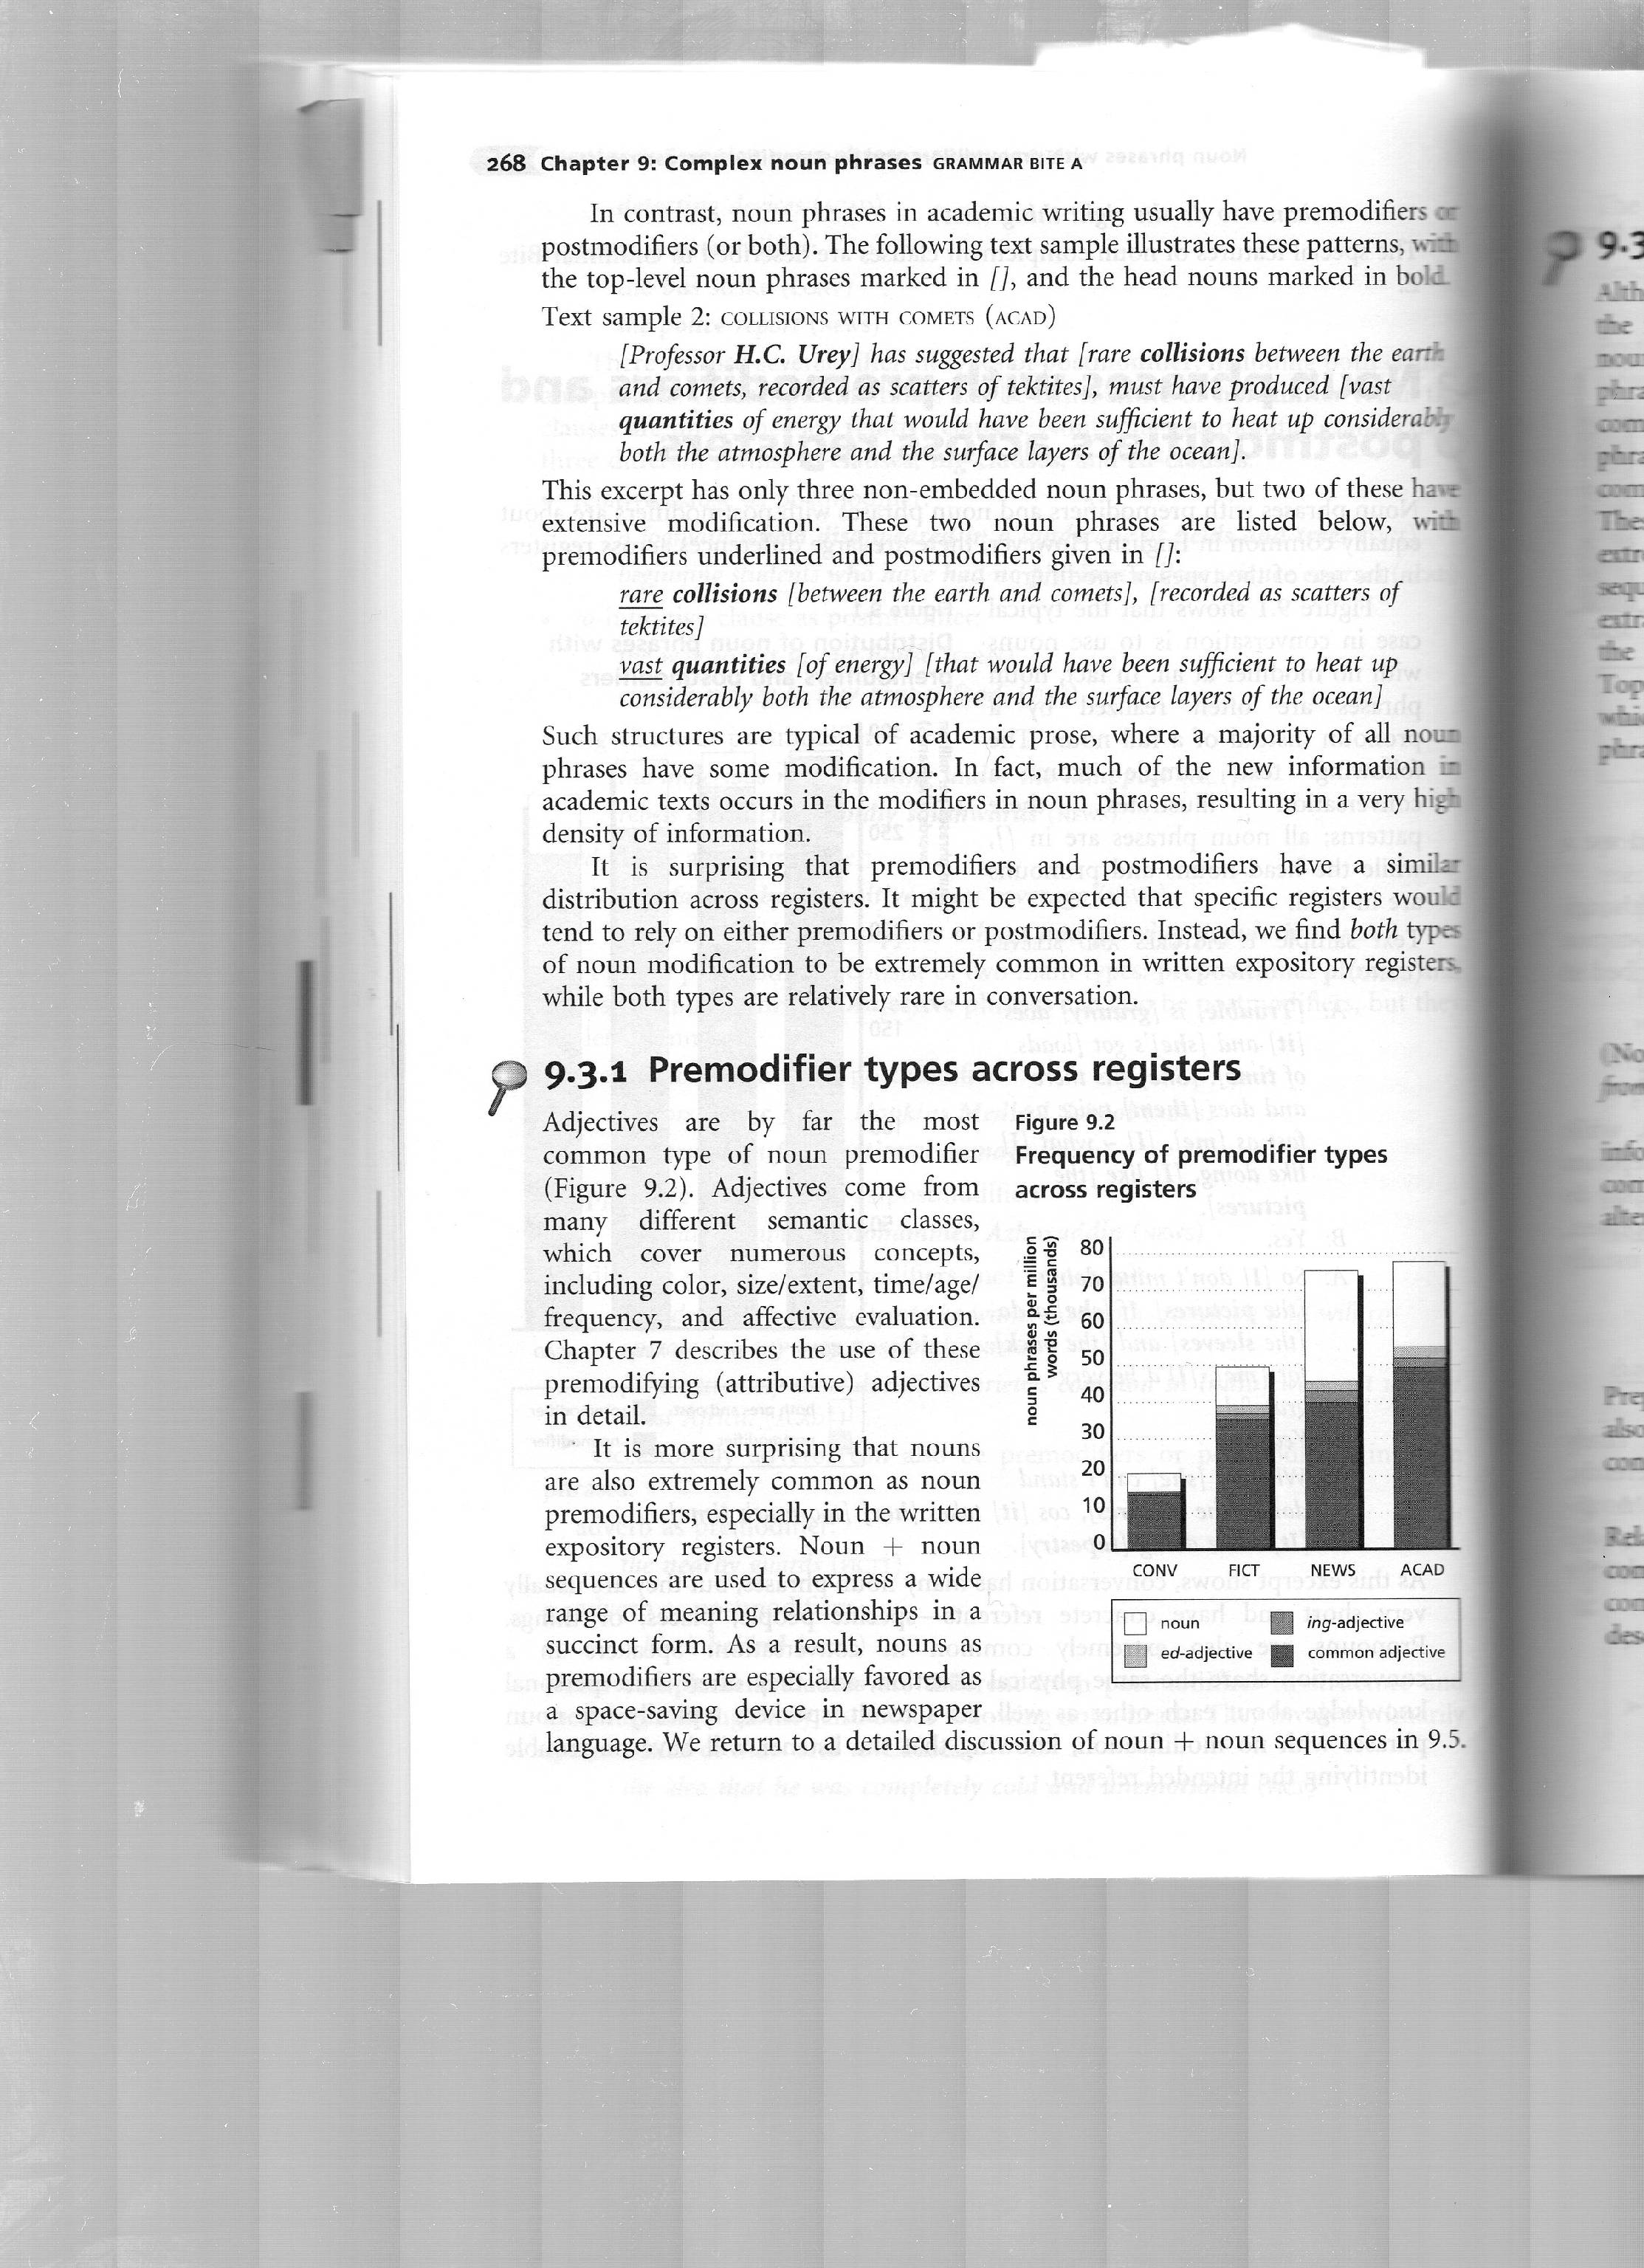 268 Chapter 9: Complex noun phrases GRAMMAR BITE A
In contrast, noun phrases in academic writing usually have premodifiers or
postmodifiers (or both). The following text sample illustrates these patterns, with
the top-level noun phrases marked in [], and the head nouns marked in bold.
Text sample 2: COLLISIONS WITH COMETS (ACAD)
[Professor H.C. Urey] has suggested that [rare collisions between the earth
and comets, recorded as scatters of tektites], must have produced [vast
quantities of energy that would have been sufficient to heat up considerably
both the atmosphere and the surface layers of the ocean].
This excerpt has only three non-embedded noun phrases, but two of these have
extensive modification. These two noun phrases are listed below, with
premodifiers underlined and postmodifiers given in []:
rare collisions [between the earth and comets], [recorded as scatters of
tektites]
vast quantities [of energy] [that would have been sufficient to heat up
considerably both the atmosphere and the surface layers of the ocean]
Such structures are typical of academic prose, where a majority of all noun
phrases have some modification. In fact, much of the new information in
academic texts occurs in the modifiers in noun phrases, resulting in a very high
density of information.
It is surprising that premodifiers and postmodifiers have a similar
distribution across registers. It might be expected that specific registers would
tend to rely on either premodifiers or postmodifiers. Instead, we find both types
of noun modification to be extremely common in written expository registers,
while both types are relatively rare in conversation.
9.3.1 Premodifier types across registers
Adjectives are by far the most
common type of noun premodifier
(Figure 9.2). Adjectives come from
many different semantic classes,
which cover numerous concepts,
including color, size/extent, time/age/
frequency, and affective evaluation.
Chapter 7 describes the use of these
premodifying (attributive) adjectives
in detail.
It is more surprising that nouns
are also extremely common as noun
premodifiers, especially in the written
expository registers. Noun + noun
sequences are used to express a wide
range of meaning relationships in a
succinct form. As a result, nouns as
premodifiers are especially favored as
a space-saving device in newspaper
language. We return to a detailed discussion of noun + noun sequences in 9.5.
Figure 9.2
Frequency of premodifier types
across registers
noun phrases per million
words (thousands)
80
70
60
50
40
30
20
10
0
CONV FICT NEWS ACAD
noun ing-adjective
ed-adjective common adjective
9.3
the